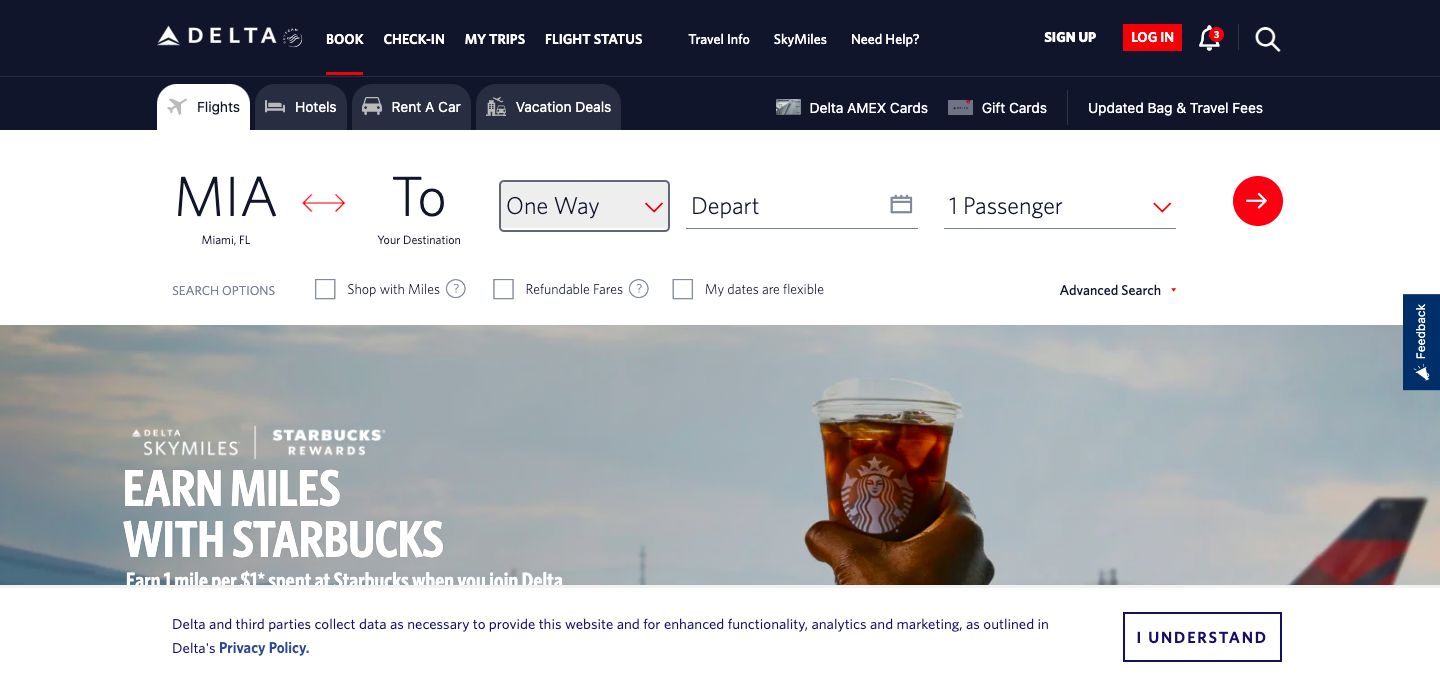 DELTA
BOOK
CHECK-IN
MY TRIPS
FLIGHT STATUS
Travel Info
SkyMiles
Need Help?
SIGN UP
LOG IN
3
Flights
Hotels
Rent A Car
Vacation Deals
Delta AMEX Cards
Gift Cards
Updated Bag & Travel Fees
MIA
Miami, FL
To
Your Destination
One Way
Depart
1 Passenger
SEARCH OPTIONS
Shop with Miles ?
Refundable Fares ?
My dates are flexible
Advanced Search
Feedback
DELTA
SKYMILES
STARBUCKS®
REWARDS
EARN MILES
WITH STARBUCKS
Earn 1 mile per $1* spent at Starbucks when you join Delta
Delta and third parties collect data as necessary to provide this website and for enhanced functionality, analytics and marketing, as outlined in
Delta's Privacy Policy.
I UNDERSTAND